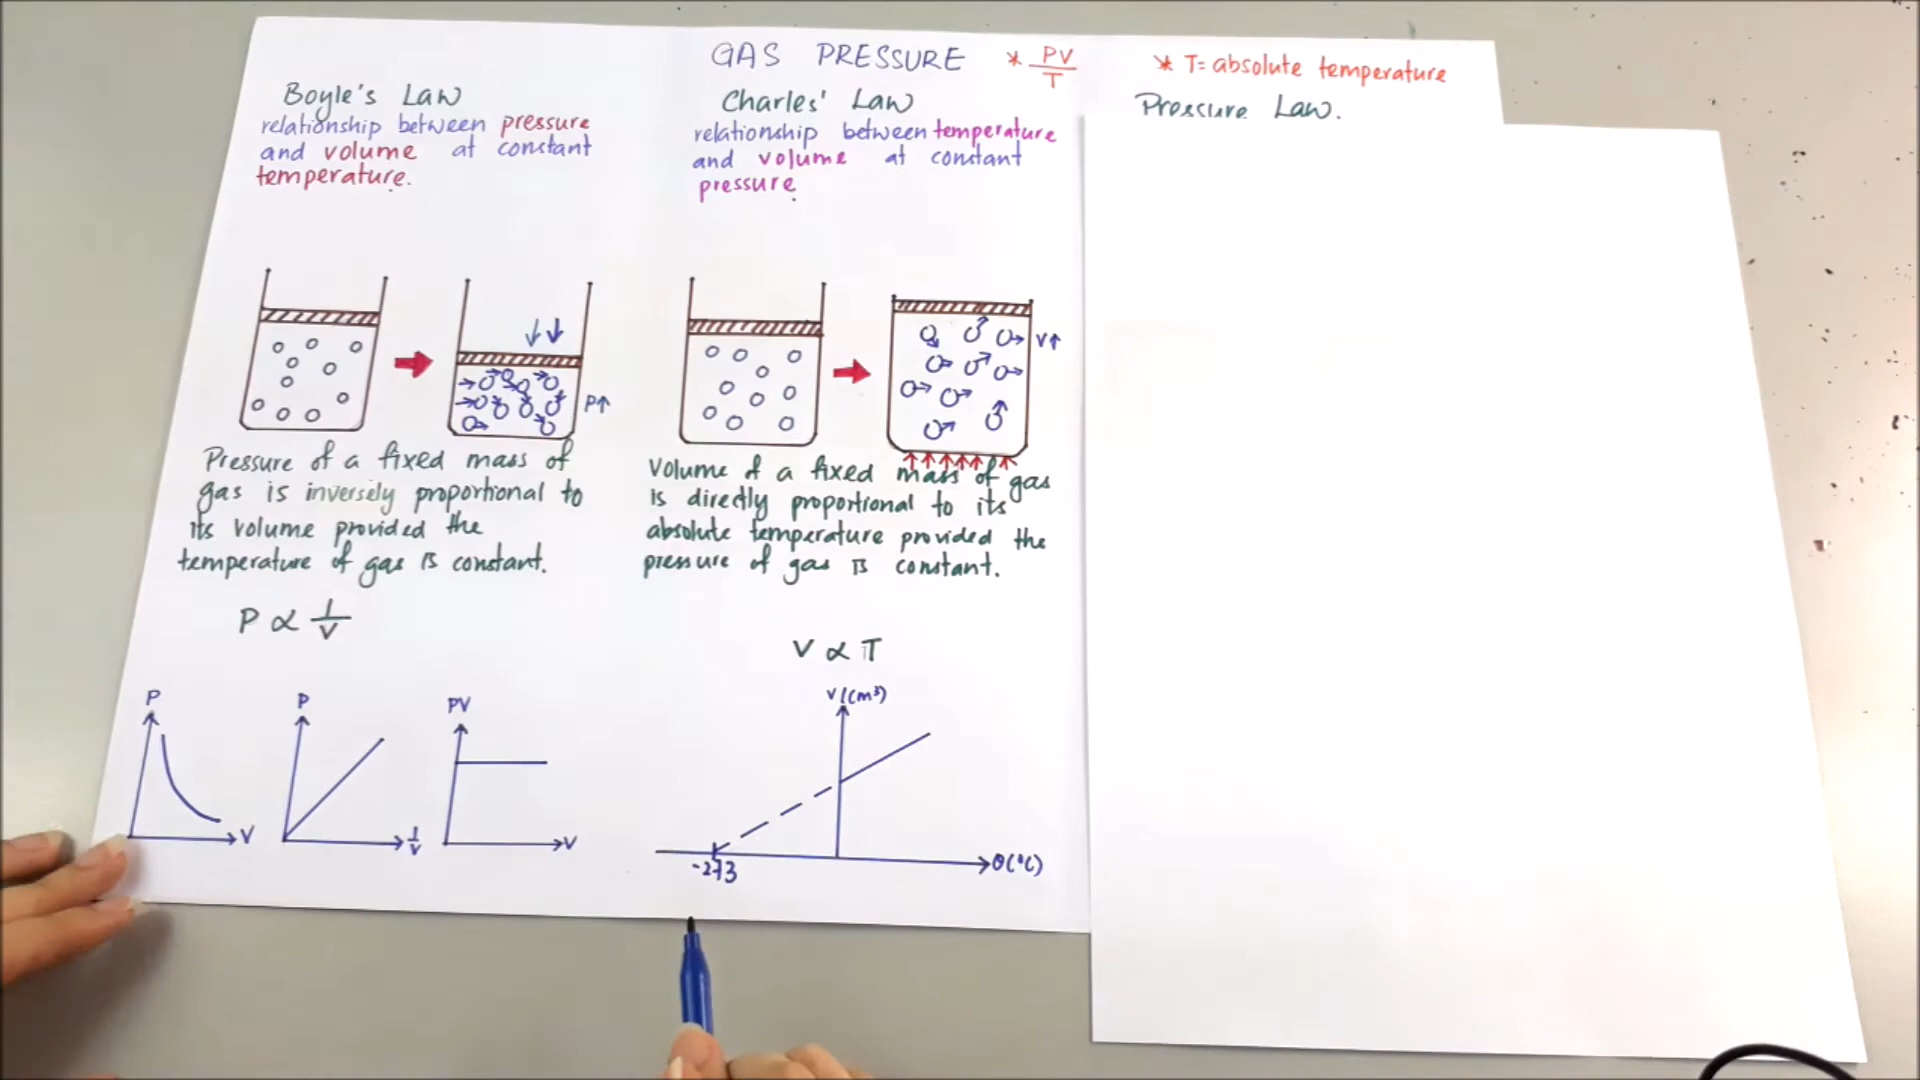 GAS PRESSURE * PV/T
* T= absolute temperature
Boyle's Law
relationship between pressure
and volume at constant
temperature.
P↑
Pressure of a fixed mass of
gas is inversely proportional to
its volume provided the
temperature of gas is constant.
P ∝ 1/V
P
V
P
1/V
PV
V
Charles' Law
relationship between temperature
and volume at constant
pressure.
V↑
Volume of a fixed mass of gas
is directly proportional to its
absolute temperature provided the
pressure of gas is constant.
V ∝ T
V/(cm³)
-273
θ(°C)
Pressure Law.